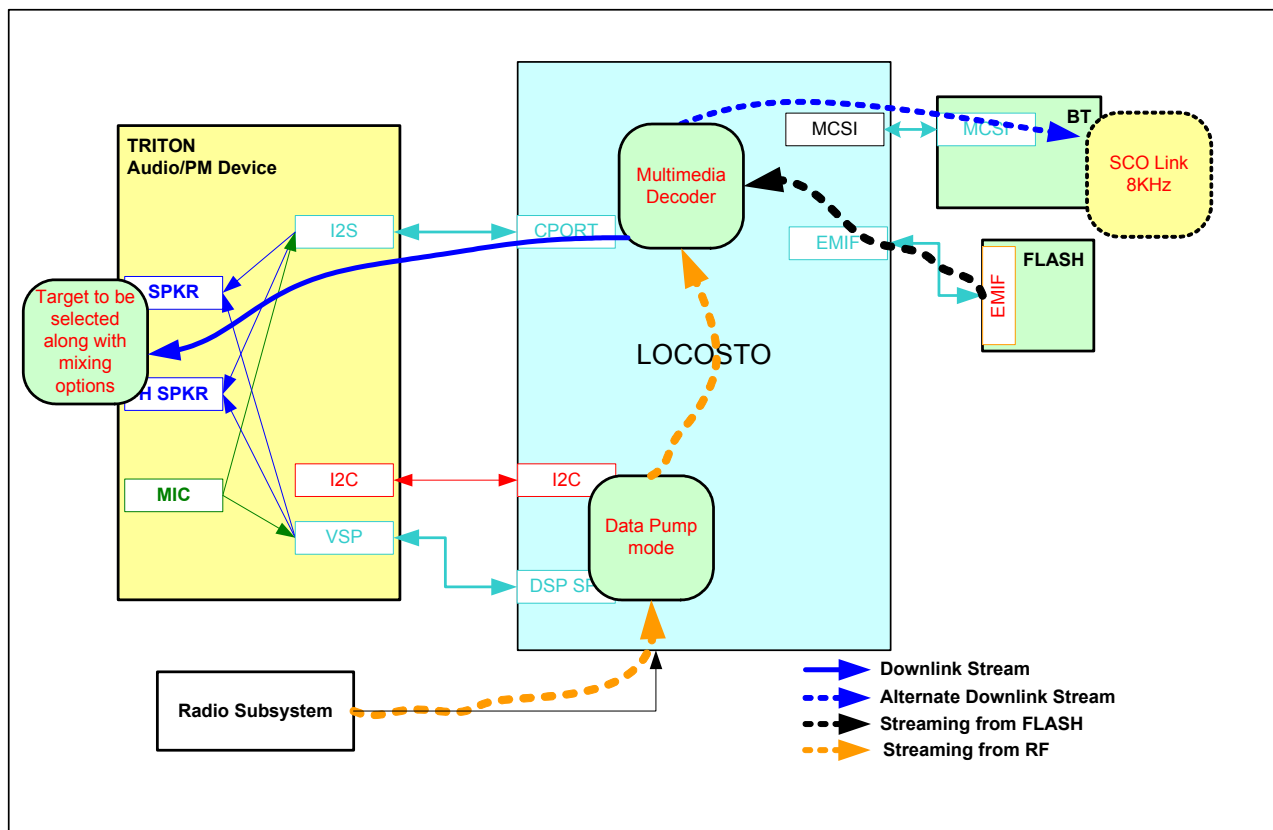 TRITON
Audio/PM Device
I2S
SPKR
Target to be
selected
along with
mixing
options
H SPKR
MIC
I2C
VSP
CPORT
Multimedia
Decoder
MCSI
EMIF
LOCOSTO
I2C
Data Pump
mode
DSP SP
BT
MCSI
SCO Link
8KHz
FLASH
EMIF
Radio Subsystem
Downlink Stream
Alternate Downlink Stream
Streaming from FLASH
Streaming from RF